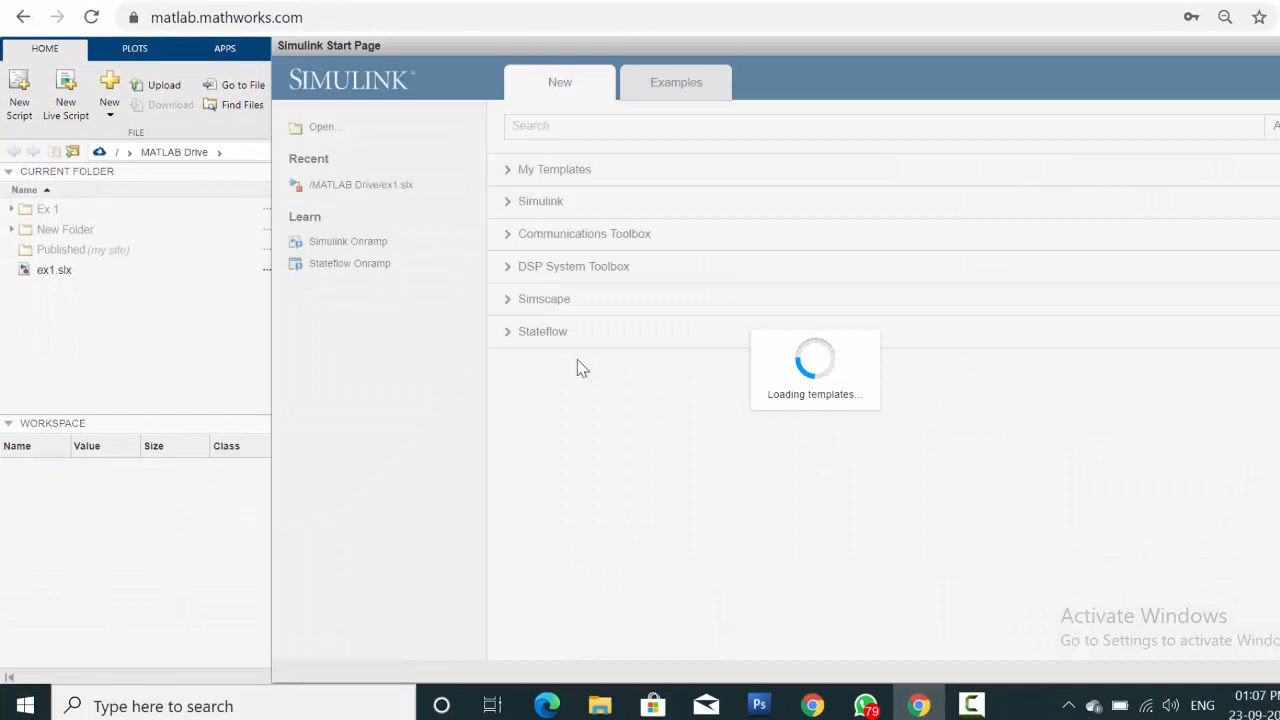 matlab.mathworks.com
HOME PLOTS APPS
Simulink Start Page
New Script
New Live Script
New
Upload
Download
Go to File
Find Files
FILE
/ MATLAB Drive
CURRENT FOLDER
Name
Ex 1
New Folder
Published (my site)
ex1.slx
WORKSPACE
Name Value Size Class
SIMULINK®
New Examples
Open...
Recent
/MATLAB Drive/ex1.slx
Learn
Simulink Onramp
Stateflow Onramp
Search
My Templates
Simulink
Communications Toolbox
DSP System Toolbox
Simscape
Stateflow
Loading templates...
Activate Windows
Go to Settings to activate Windo
Type here to search
Ps
79
ENG
01:07 PM
23-09-20